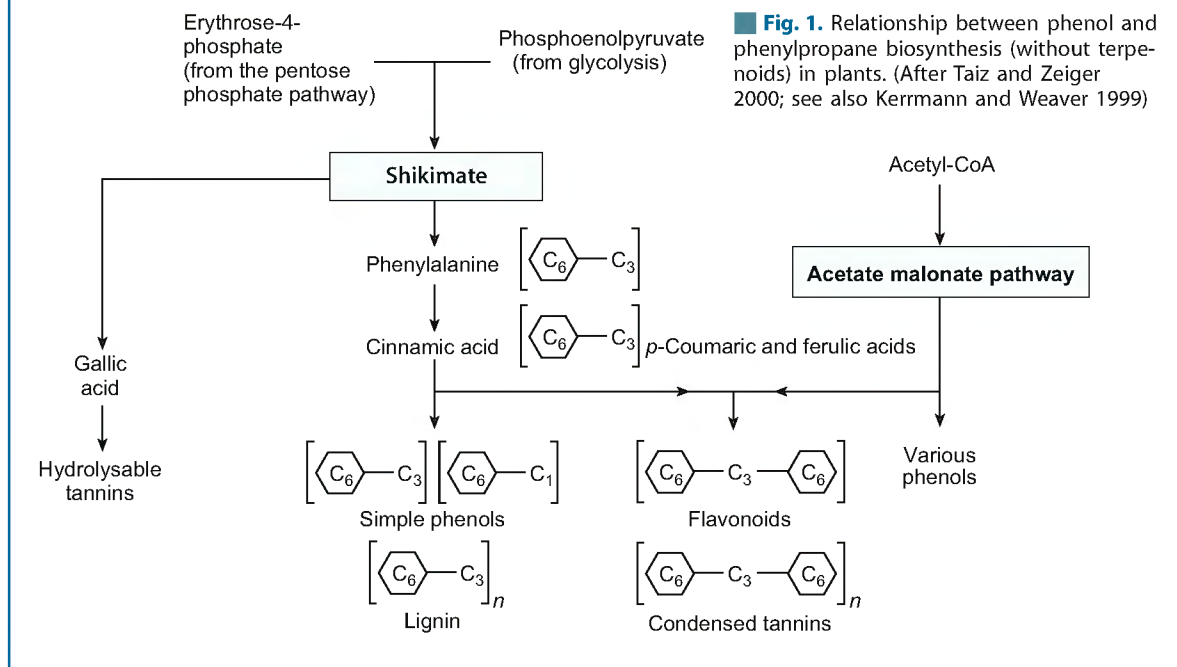 Erythrose-4-
phosphate
(from the pentose
phosphate pathway)
Phosphoenolpyruvate
(from glycolysis)
Fig. 1. Relationship between phenol and
phenylpropane biosynthesis (without terpe-
noids) in plants. (After Taiz and Zeiger
2000; see also Kerrmann and Weaver 1999)
Shikimate
Acetyl-CoA
Phenylalanine
C6 C3
Acetate malonate pathway
Cinnamic acid
C6 C3
p-Coumaric and ferulic acids
Gallic
acid
Hydrolysable
tannins
C6 C3 C6 C1
Simple phenols
C6 C3 n
Lignin
C6 C3 C6
Flavonoids
C6 C3 C6 n
Condensed tannins
Various
phenols